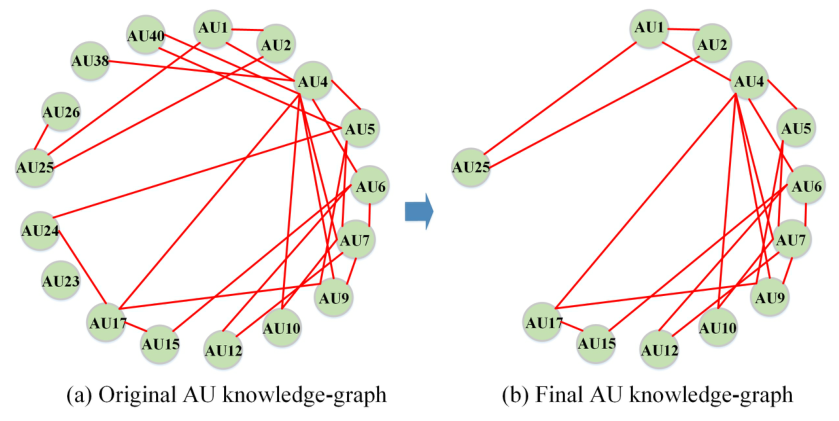 AU1
AU40
AU2
AU38
AU4
AU26
AU5
AU25
AU6
AU24
AU7
AU23
AU9
AU17
AU10
AU15
AU12
(a) Original AU knowledge-graph
AU1
AU2
AU4
AU5
AU25
AU6
AU7
AU9
AU17
AU10
AU15
AU12
(b) Final AU knowledge-graph